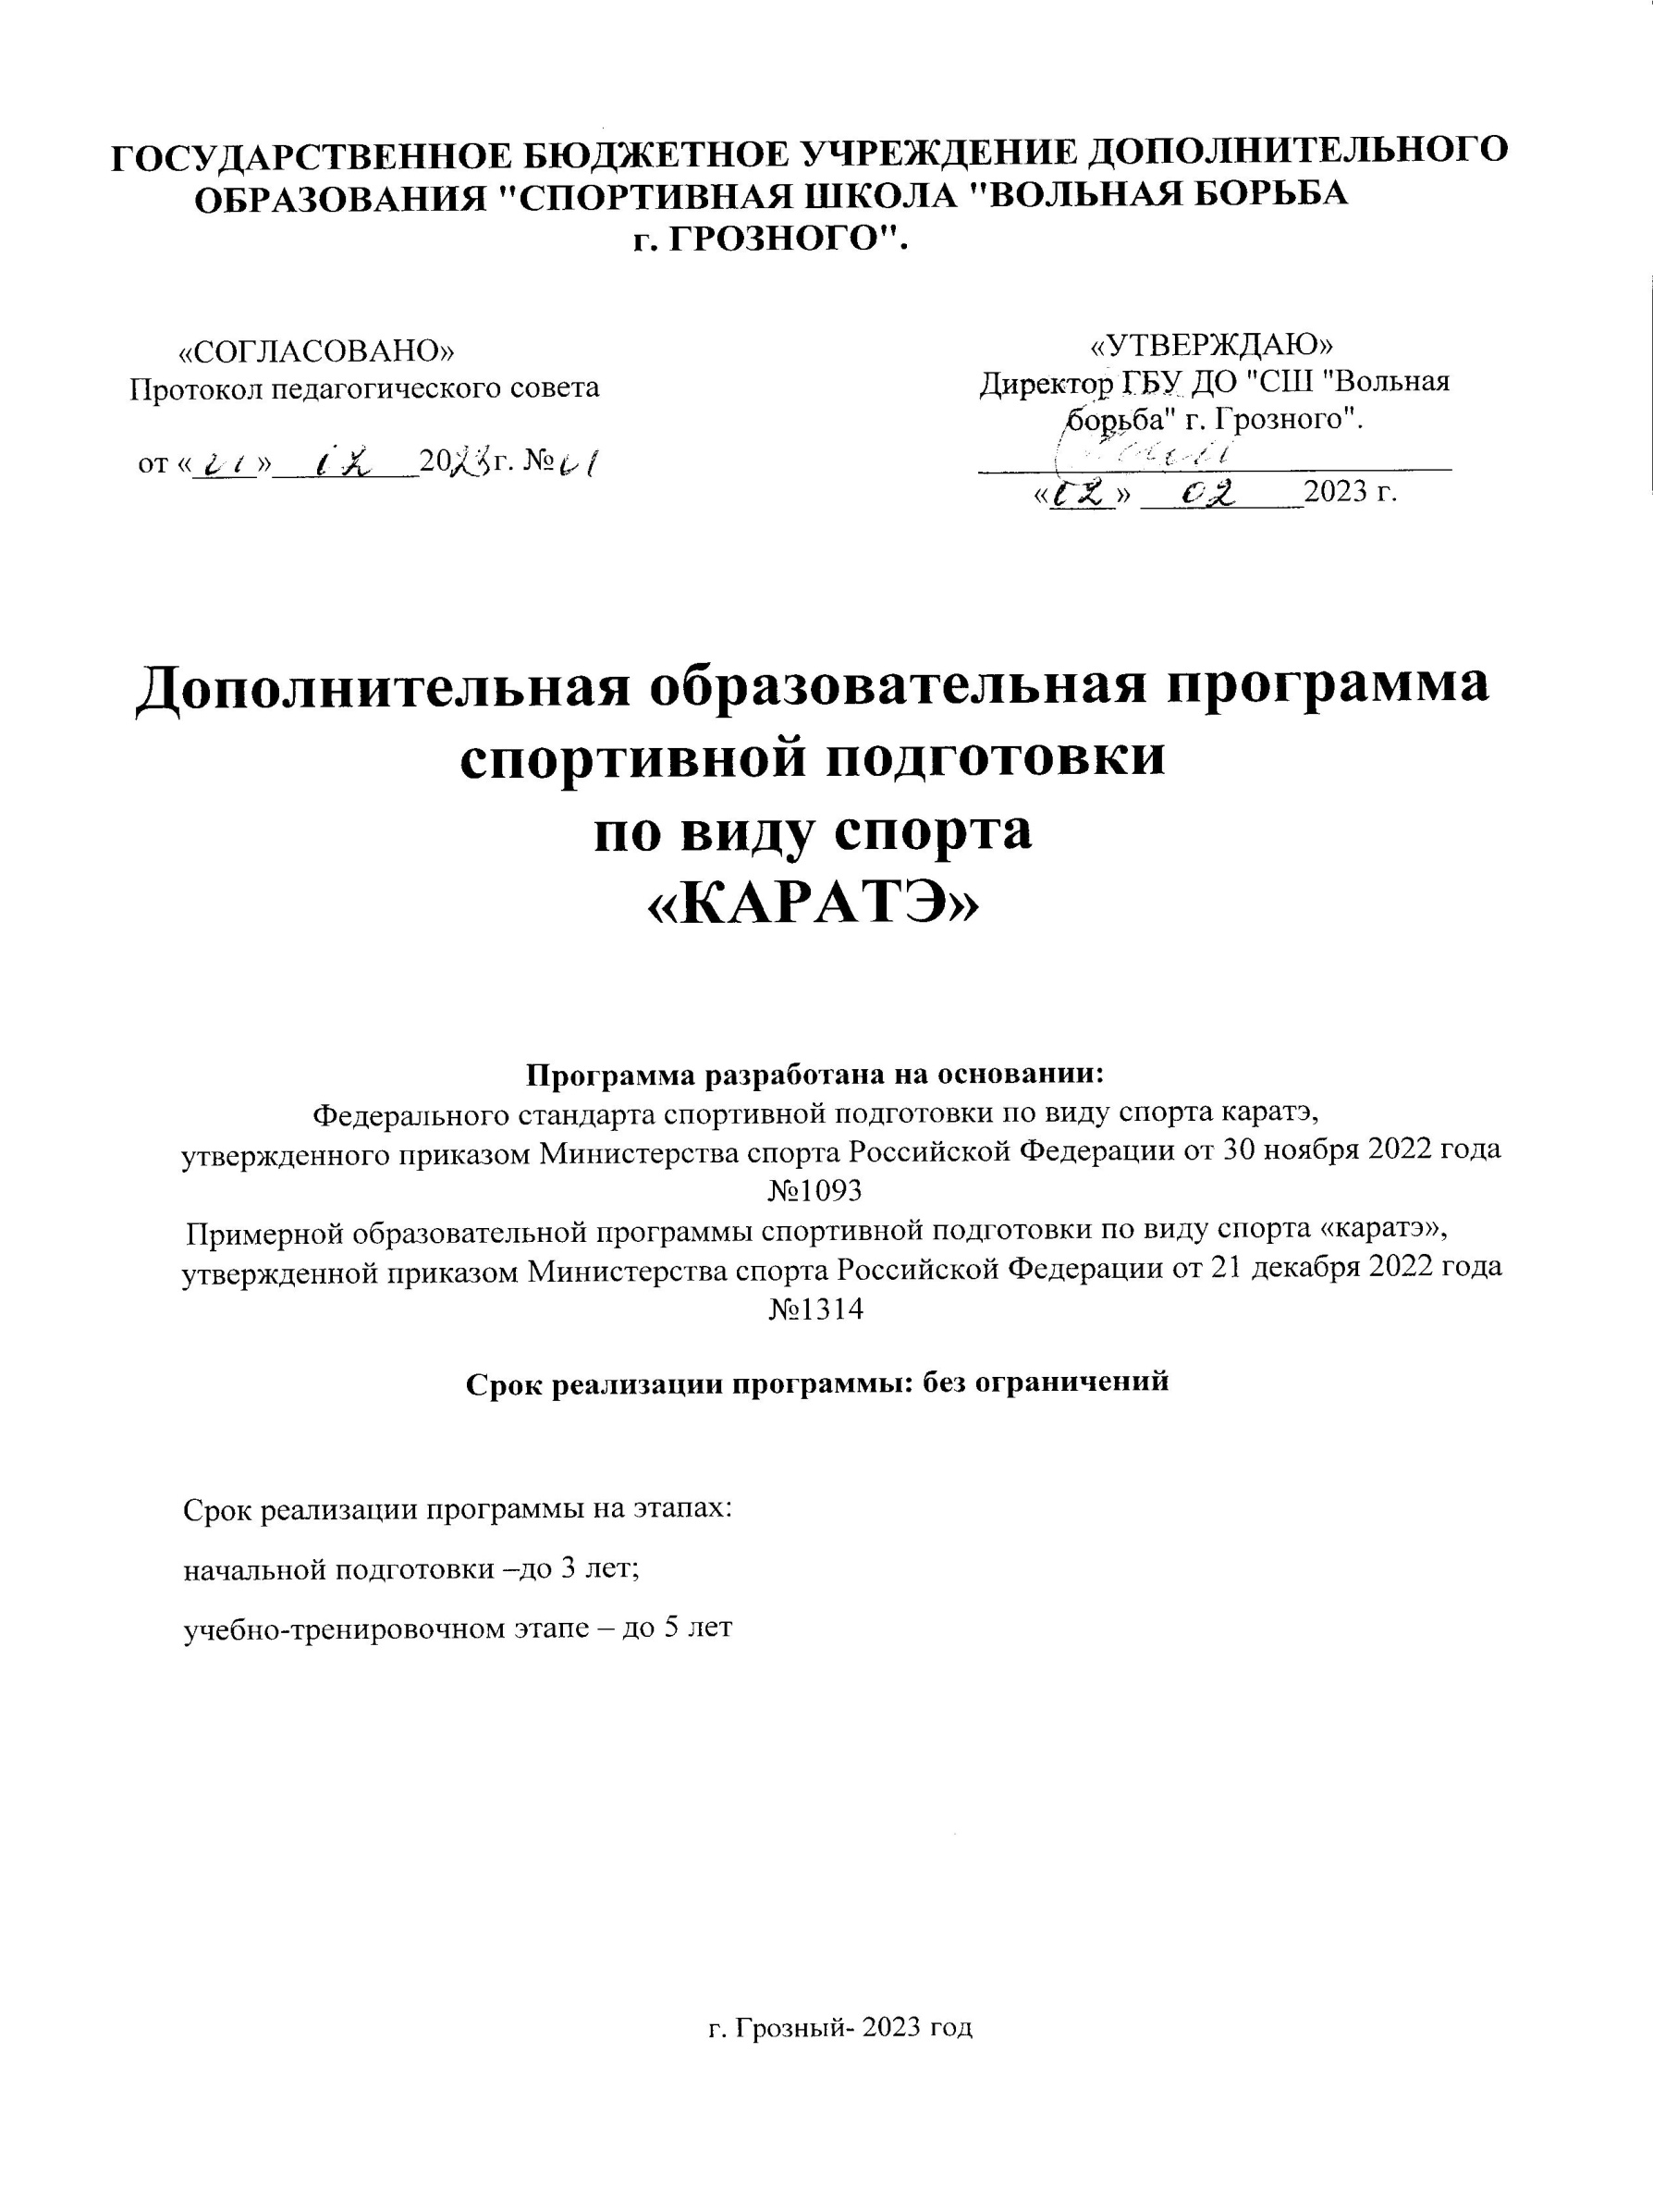 ГОСУДАРСТВЕННОЕ БЮДЖЕТНОЕ УЧРЕЖДЕНИЕ ДОПОЛНИТЕЛЬНОГО
ОБРАЗОВАНИЯ "СПОРТИВНАЯ ШКОЛА "ВОЛЬНАЯ БОРЬБА
г. ГРОЗНОГО".
«СОГЛАСОВАНО»
Протокол педагогического совета
от « » 2023г. №
«УТВЕРЖДАЮ»
Директор ГБУ ДО "СШ "Вольная
борьба" г. Грозного".
«02» 02 2023 г.
Дополнительная образовательная программа
спортивной подготовки
по виду спорта
«КАРАТЭ»
Программа разработана на основании:
Федерального стандарта спортивной подготовки по виду спорта каратэ,
утвержденного приказом Министерства спорта Российской Федерации от 30 ноября 2022 года
№1093
Примерной образовательной программы спортивной подготовки по виду спорта «каратэ»,
утвержденной приказом Министерства спорта Российской Федерации от 21 декабря 2022 года
№1314
Срок реализации программы: без ограничений
Срок реализации программы на этапах:
начальной подготовки –до 3 лет;
учебно-тренировочном этапе – до 5 лет
г. Грозный- 2023 год